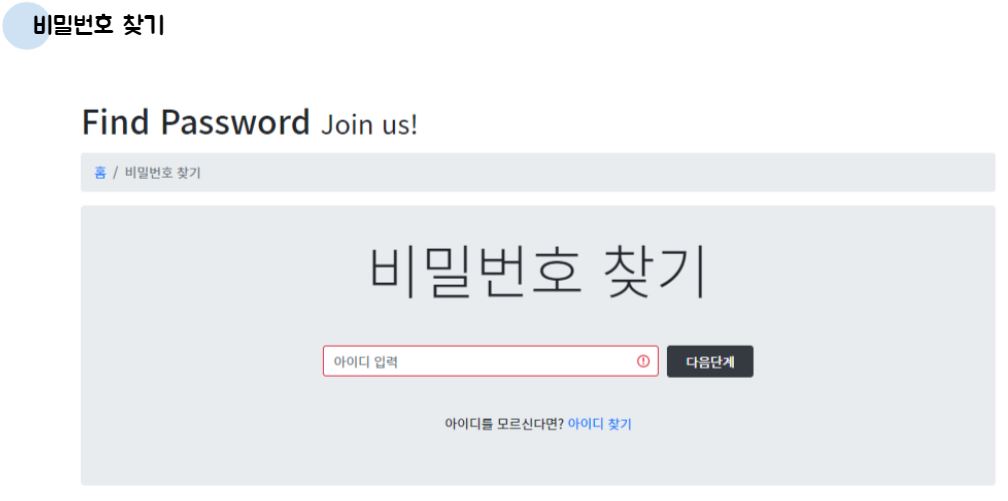 비밀번호 찾기
Find Password Join us!
홈 / 비밀번호 찾기
비밀번호 찾기
아이디 입력
다음단계
아이디를 모르신다면? 아이디 찾기